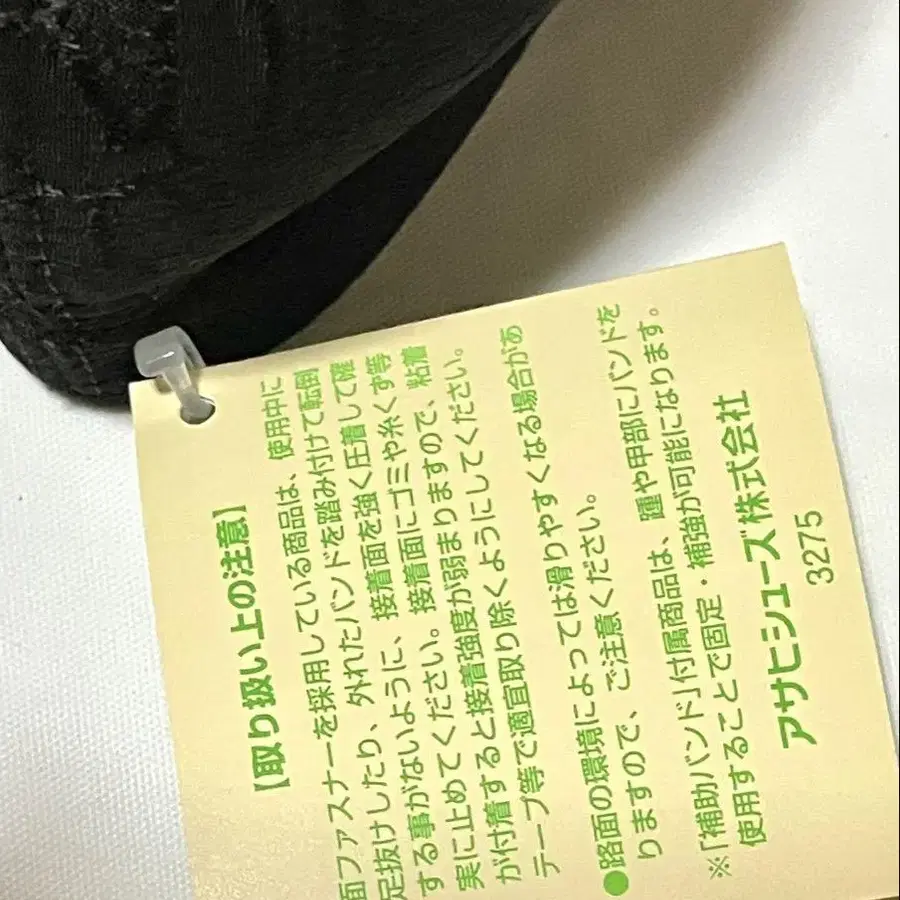 【取り扱い上の注意】
面ファスナーを採用している商品は、使用中に
足抜けしたり、外れたバンドを踏み付けて転倒
する事がないように、接着面を強く圧着して確
実に止めてください。接着面にゴミや糸くず等
が付着すると接着強度が弱まりますので、粘着
テープ等で適宜取り除くようにしてください。
●路面の環境によっては滑りやすくなる場合があ
りますので、ご注意ください。
※「補助バンド」付属商品は、踵や甲部にバンドを
使用することで固定・補強が可能になります。
アサヒシューズ株式会社
3275